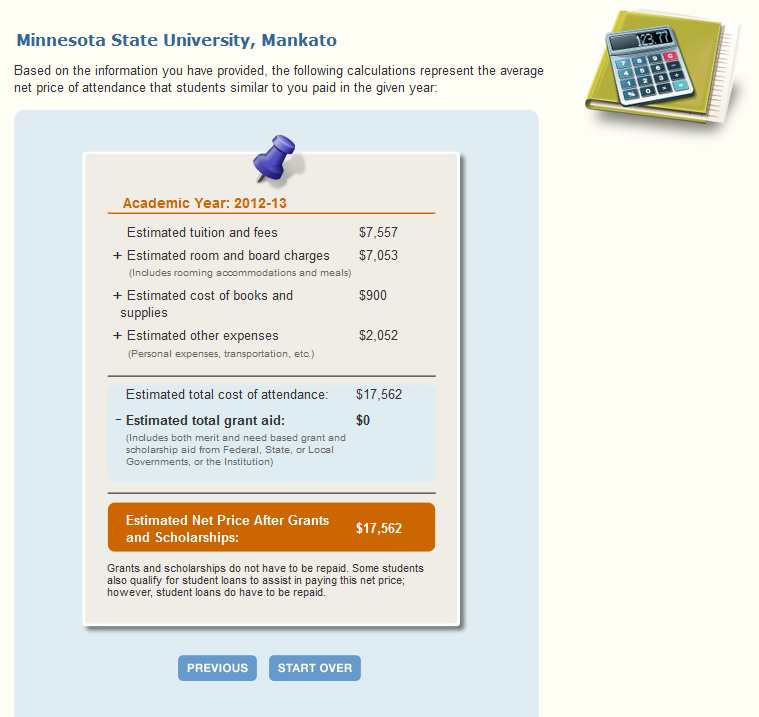 Minnesota State University, Mankato
123.77
Based on the information you have provided, the following calculations represent the average
net price of attendance that students similar to you paid in the given year:
Academic Year: 2012-13
Estimated tuition and fees $7,557
+ Estimated room and board charges $7,053
(Includes rooming accommodations and meals)
+ Estimated cost of books and $900
supplies
+ Estimated other expenses $2,052
(Personal expenses, transportation, etc.)
Estimated total cost of attendance: $17,562
− Estimated total grant aid: $0
(Includes both merit and need based grant and
scholarship aid from Federal, State, or Local
Governments, or the Institution)
Estimated Net Price After Grants $17,562
and Scholarships:
Grants and scholarships do not have to be repaid. Some students
also qualify for student loans to assist in paying this net price;
however, student loans do have to be repaid.
PREVIOUS START OVER